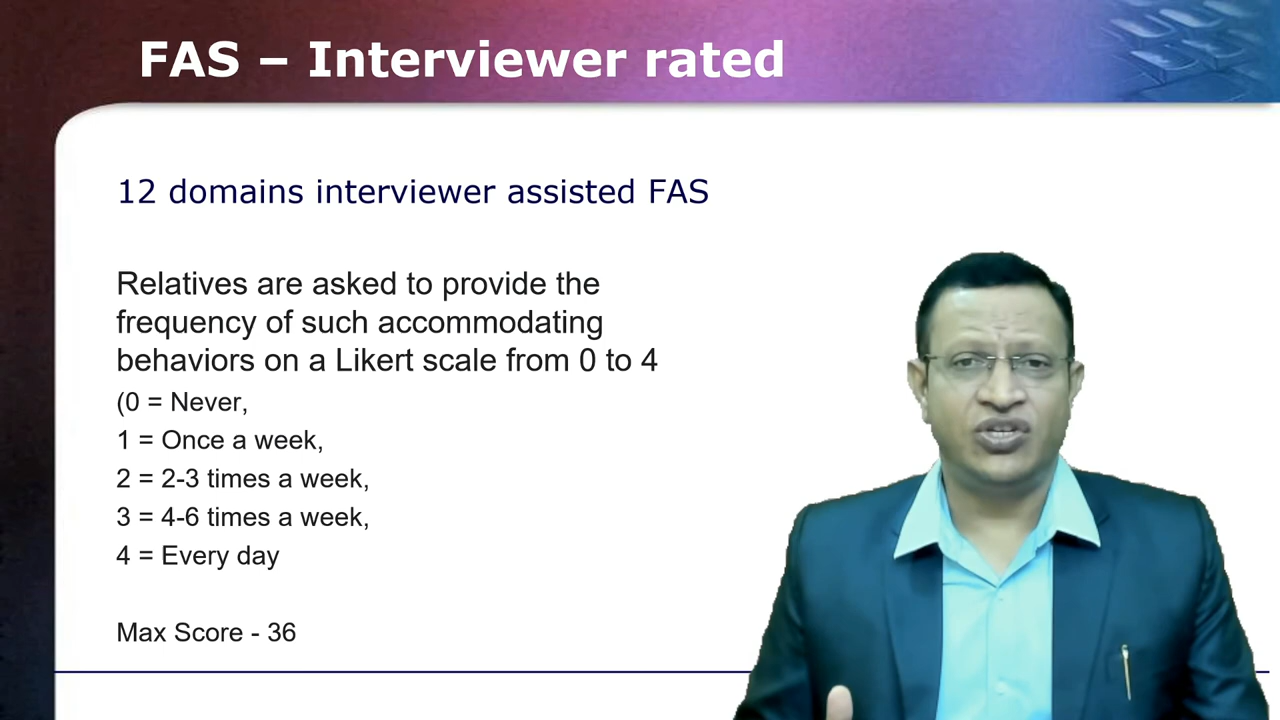 FAS – Interviewer rated
12 domains interviewer assisted FAS
Relatives are asked to provide the
frequency of such accommodating
behaviors on a Likert scale from 0 to 4
(0 = Never,
1 = Once a week,
2 = 2-3 times a week,
3 = 4-6 times a week,
4 = Every day
Max Score - 36